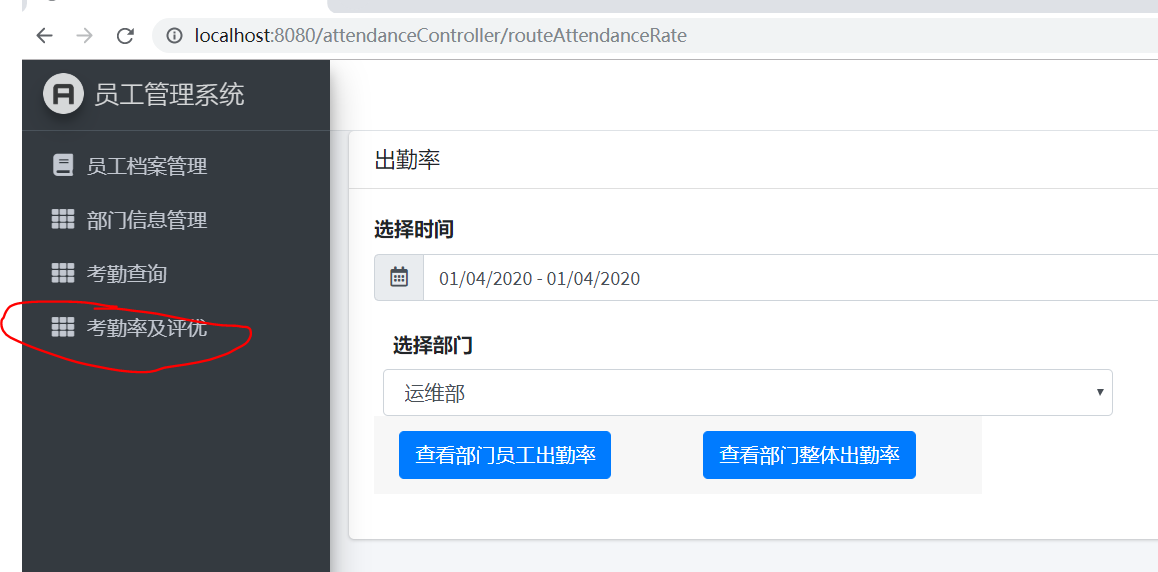 localhost:8080/attendanceController/routeAttendanceRate
员工管理系统
员工档案管理
部门信息管理
考勤查询
考勤率及评优
出勤率
选择时间
01/04/2020 - 01/04/2020
选择部门
运维部
查看部门员工出勤率
查看部门整体出勤率